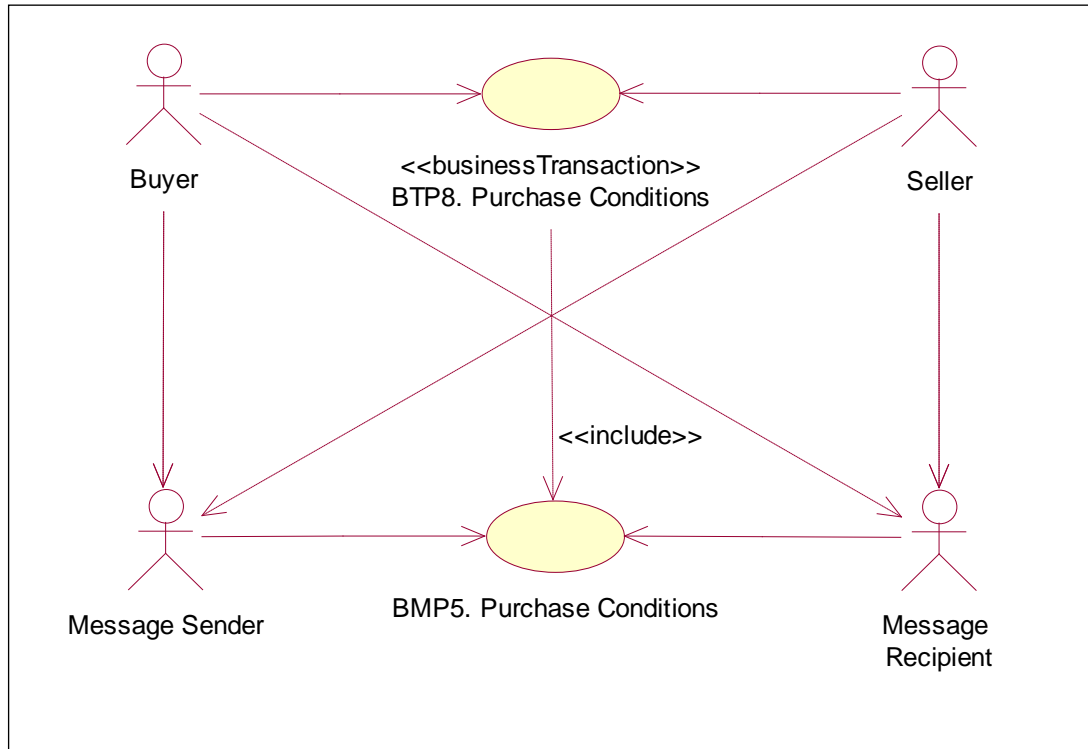 <<businessTransaction>>
Buyer
BTP8. Purchase Conditions
Seller
<<include>>
Message Sender
BMP5. Purchase Conditions
Message
Recipient